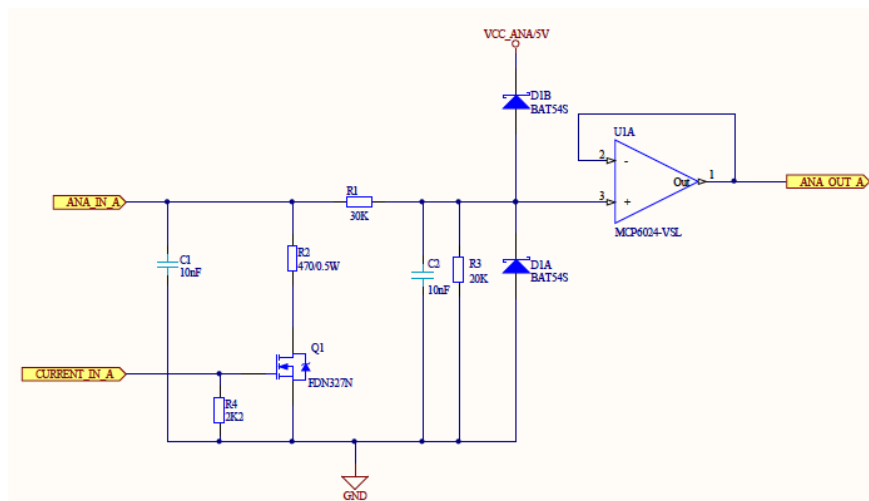 VCC_ANA/5V
D1B
BAT54S
U1A
2
-
1
Out
ANA_OUT_A
3
+
MCP6024-VSL
ANA_IN_A
R1
30K
C1
10nF
R2
470/0.5W
C2
10nF
R3
20K
D1A
BAT54S
Q1
FDN327N
CURRENT_IN_A
R4
2K2
GND